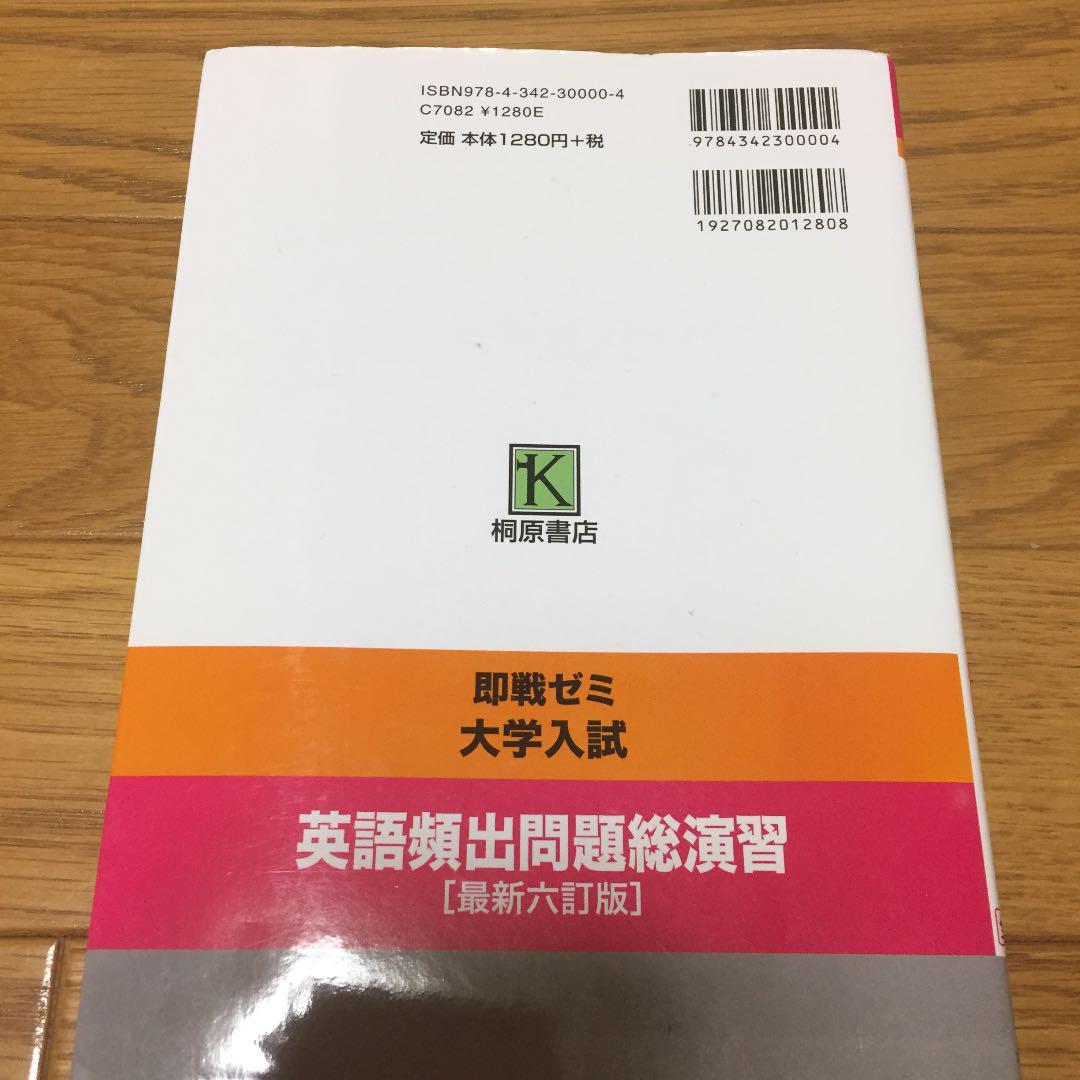 ISBN978-4-342-30000-4
C7082 ¥1280E
定価 本体1280円+税
9784342300004
1927082012808
K
桐原書店
即戦ゼミ
大学入試
英語頻出問題総演習
[最新六訂版]